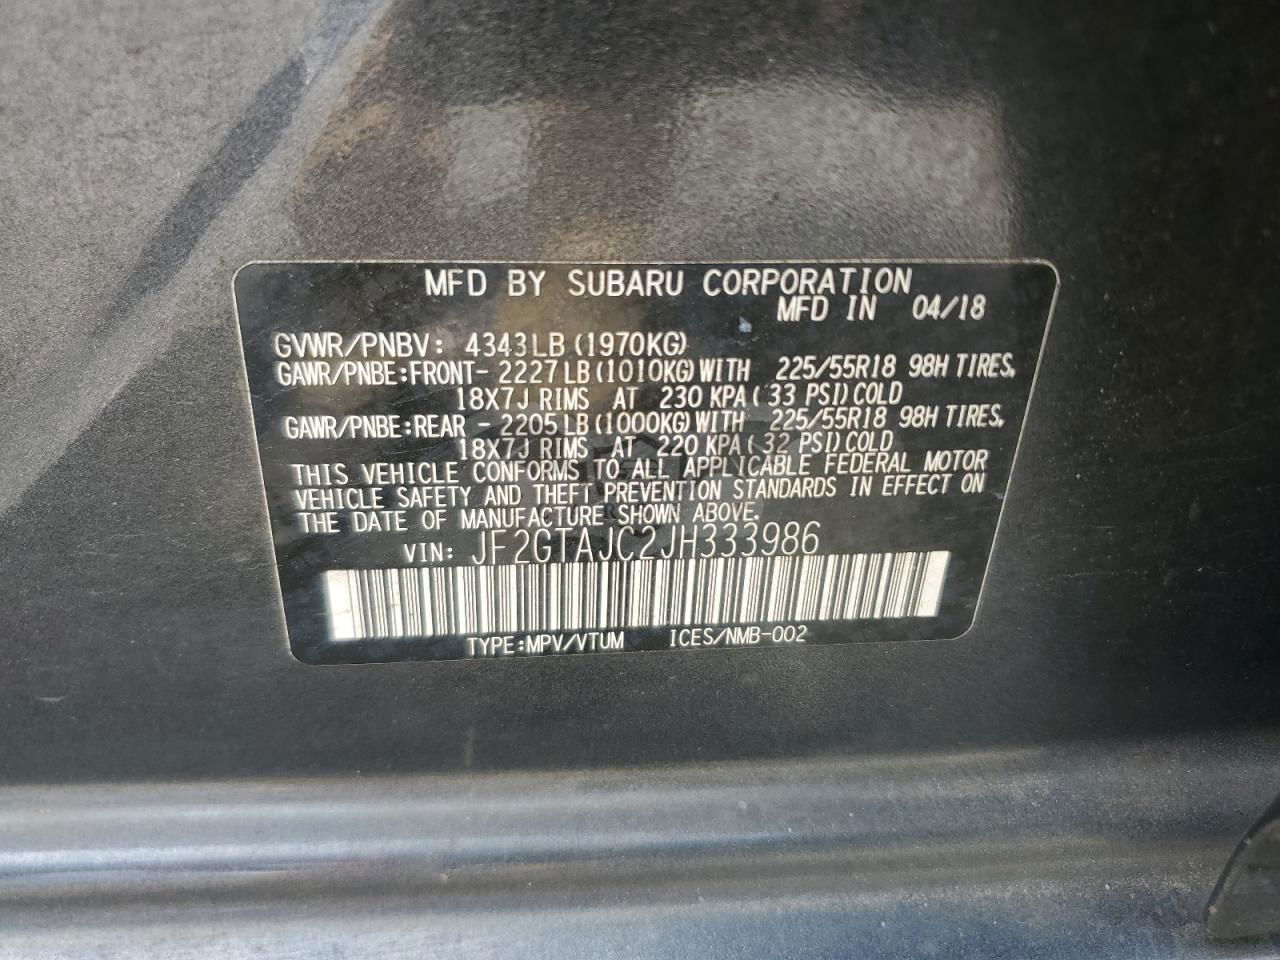 MFD BY SUBARU CORPORATION
MFD IN 04/18
GVWR/PNBV: 4343LB(1970KG)
GAWR/PNBE:FRONT- 2227LB(1010KG)WITH 225/55R18 98H TIRES,
18X7J RIMS AT 230 KPA( 33 PSI)COLD
GAWR/PNBE:REAR - 2205LB(1000KG)WITH 225/55R18 98H TIRES,
18X7J RIMS AT 220 KPA(32 PSI)COLD
THIS VEHICLE CONFORMS TO ALL APPLICABLE FEDERAL MOTOR
VEHICLE SAFETY AND THEFT PREVENTION STANDARDS IN EFFECT ON
THE DATE OF MANUFACTURE SHOWN ABOVE.
VIN: JF2GTAJC2JH333986
TYPE:MPV/VTUM ICES/NMB-002